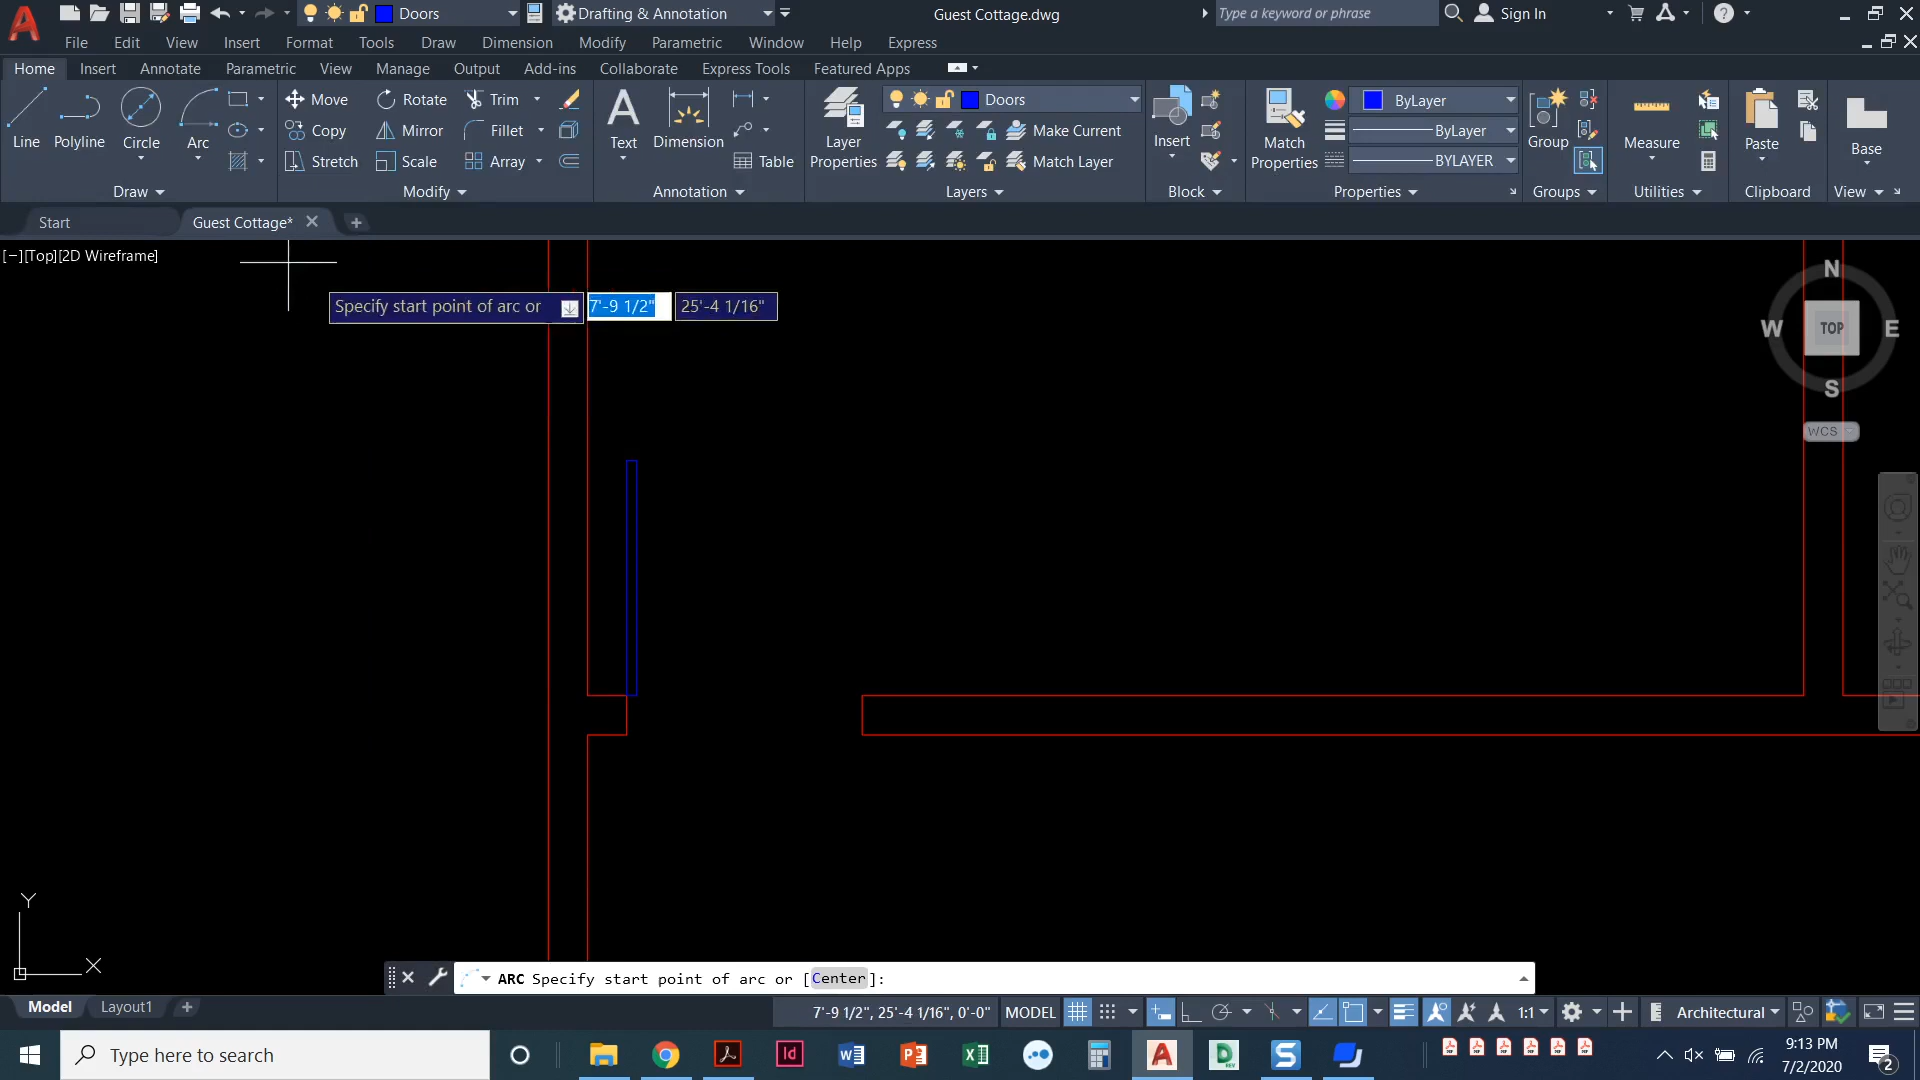 Doors
Drafting & Annotation
Guest Cottage.dwg
Type a keyword or phrase
Sign In
File Edit View Insert Format Tools Draw Dimension Modify Parametric Window Help Express
Home Insert Annotate Parametric View Manage Output Add-ins Collaborate Express Tools Featured Apps
Line Polyline Circle Arc
Move Rotate Trim
Copy Mirror Fillet
Stretch Scale Array
Text Dimension Table
Layer Properties
Doors
Make Current
Match Layer
Insert
Match Properties
ByLayer
ByLayer
BYLAYER
Group
Measure
Paste
Base
Draw Modify Annotation Layers Block Properties Groups Utilities Clipboard View
Start Guest Cottage*
[−][Top][2D Wireframe]
Specify start point of arc or 7'-9 1/2" 25'-4 1/16"
N
W TOP E
S
WCS
Y
X
ARC Specify start point of arc or [Center]:
Model Layout1
7'-9 1/2", 25'-4 1/16", 0'-0" MODEL 1:1 Architectural
Type here to search
9:13 PM
7/2/2020
2